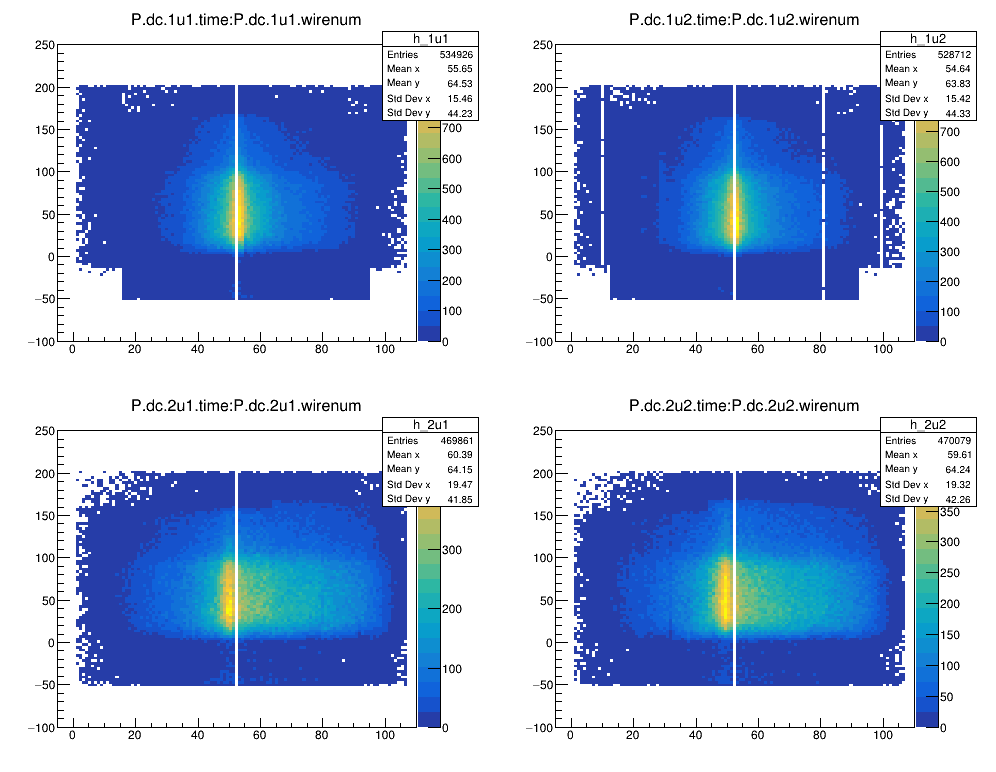 P.dc.1u1.time:P.dc.1u1.wirenum
h_1u1
Entries 534926
Mean x 55.65
Mean y 64.53
Std Dev x 15.46
Std Dev y 44.23
250
200
150
100
50
0
−50
−100
0 20 40 60 80 100
700
600
500
400
300
200
100
0
P.dc.1u2.time:P.dc.1u2.wirenum
h_1u2
Entries 528712
Mean x 54.64
Mean y 63.83
Std Dev x 15.42
Std Dev y 44.33
250
200
150
100
50
0
−50
−100
0 20 40 60 80 100
700
600
500
400
300
200
100
0
P.dc.2u1.time:P.dc.2u1.wirenum
h_2u1
Entries 469861
Mean x 60.39
Mean y 64.15
Std Dev x 19.47
Std Dev y 41.85
250
200
150
100
50
0
−50
−100
0 20 40 60 80 100
300
200
100
0
P.dc.2u2.time:P.dc.2u2.wirenum
h_2u2
Entries 470079
Mean x 59.61
Mean y 64.24
Std Dev x 19.32
Std Dev y 42.26
250
200
150
100
50
0
−50
−100
0 20 40 60 80 100
350
300
250
200
150
100
50
0